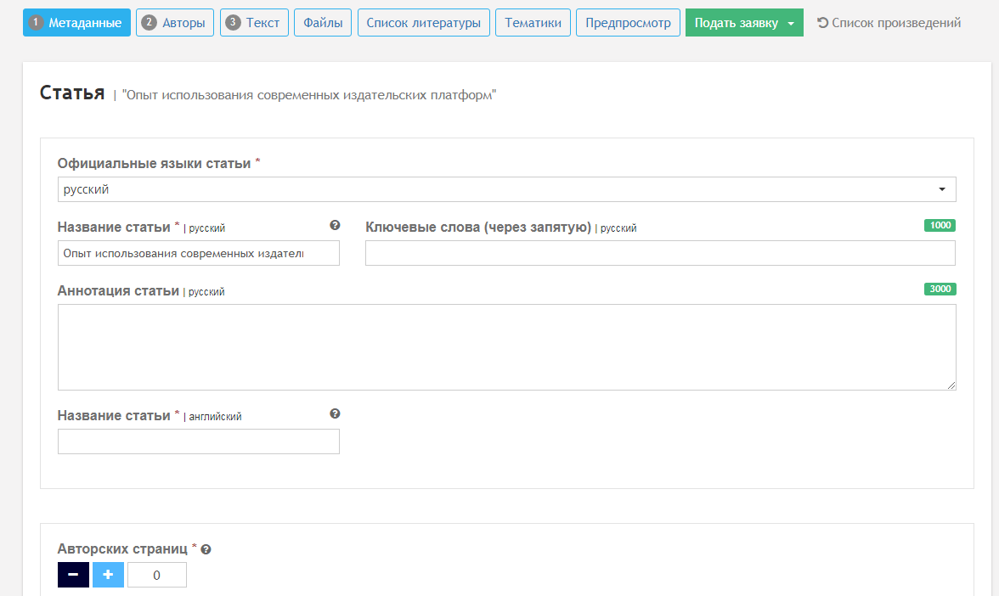 1 Метаданные 2 Авторы 3 Текст Файлы Список литературы Тематики Предпросмотр Подать заявку Список произведений
Статья | "Опыт использования современных издательских платформ"
Официальные языки статьи *
русский
Название статьи * | русский ? Ключевые слова (через запятую) | русский 1000
Опыт использования современных издатель
Аннотация статьи | русский 3000
Название статьи * | английский ?
Авторских страниц * ?
− + 0